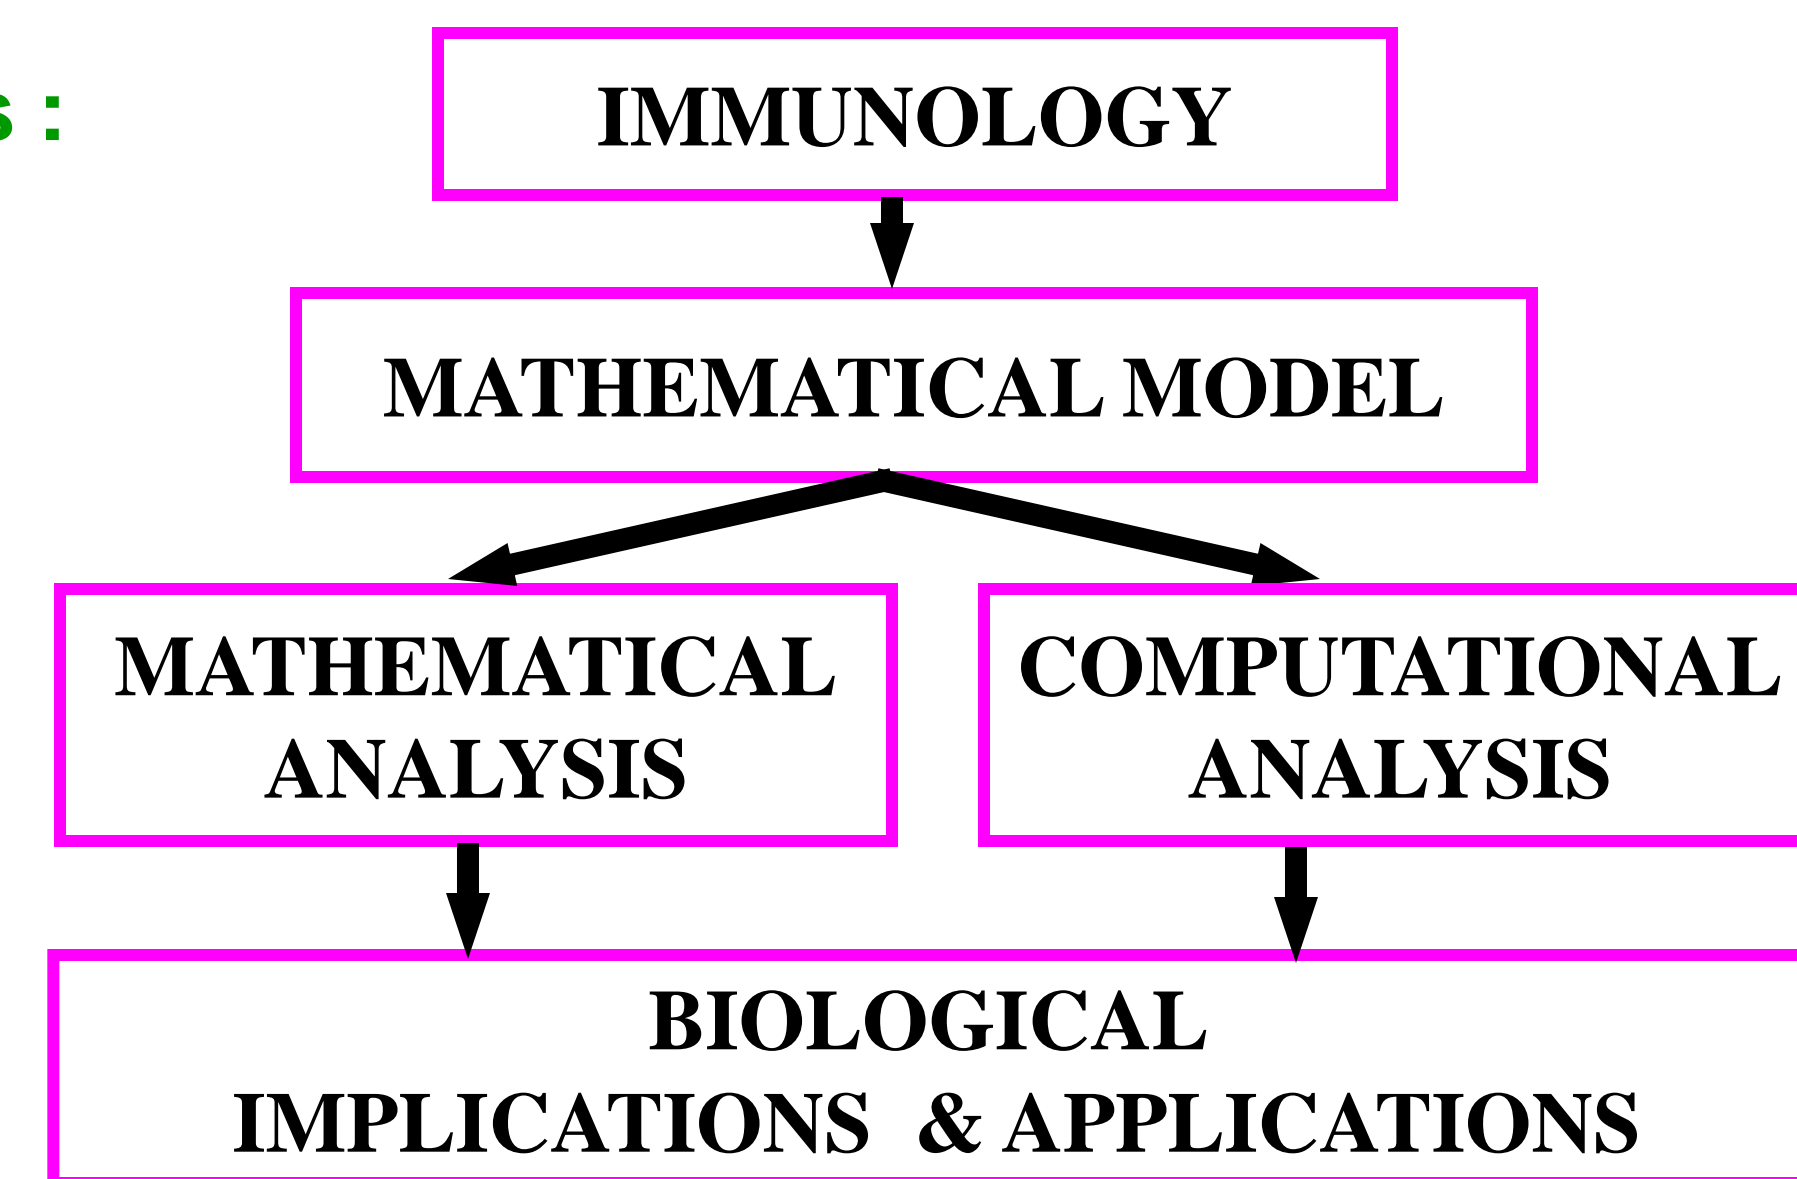 s :
IMMUNOLOGY
MATHEMATICAL MODEL
MATHEMATICAL
ANALYSIS
COMPUTATIONAL
ANALYSIS
BIOLOGICAL
IMPLICATIONS & APPLICATIONS